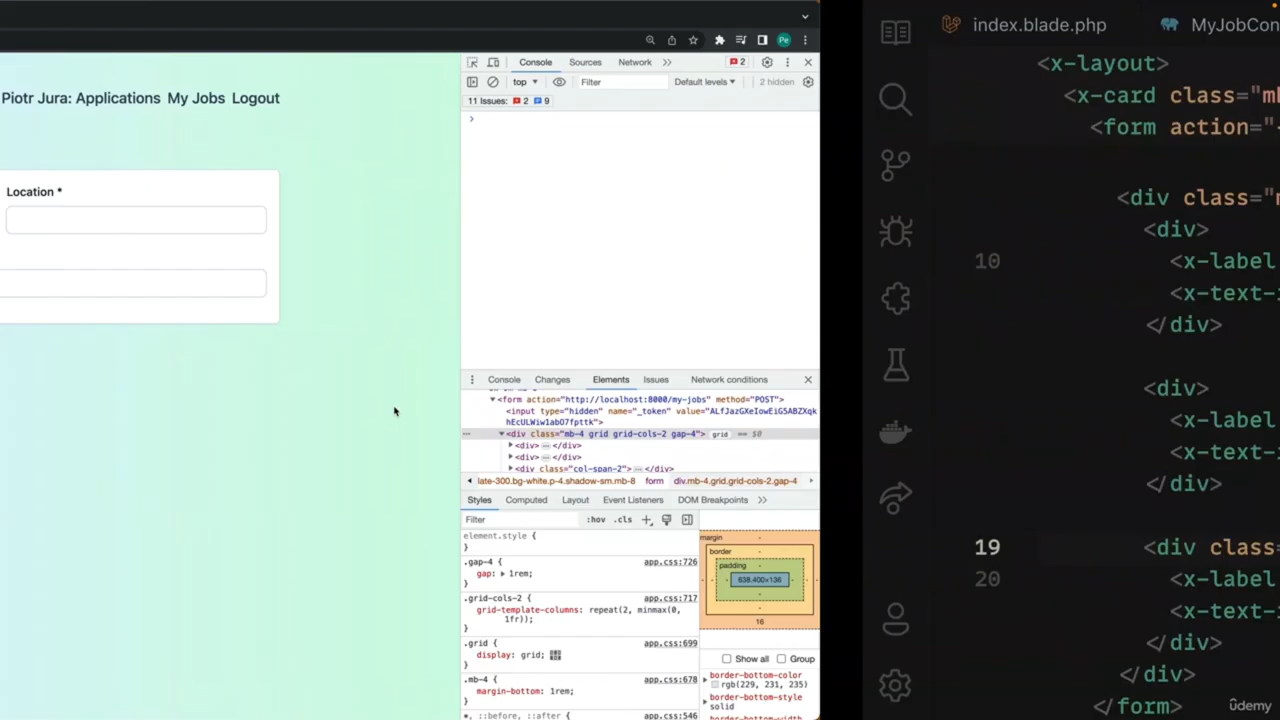 Piotr Jura: Applications My Jobs Logout
Location *
Console Sources Network
2
top
Filter
Default levels
2 hidden
11 Issues: 2 9
Console Changes Elements Issues Network conditions
<form action="http://localhost:8000/my-jobs" method="POST">
<input type="hidden" name="_token" value="ALfJazGXeIowEiG5ABZXqk
hEcULWiw1abO7fpttk">
<div class="mb-4 grid grid-cols-2 gap-4"> grid == $0
<div> </div>
<div> </div>
<div class="col-span-2"> </div>
late-300.bg-white.p-4.shadow-sm.mb-8 form div.mb-4.grid.grid-cols-2.gap-4
Styles Computed Layout Event Listeners DOM Breakpoints
Filter
:hov .cls
element.style {
}
.gap-4 { app.css:726
gap: 1rem;
}
.grid-cols-2 { app.css:717
grid-template-columns: repeat(2, minmax(0,
1fr));
}
.grid { app.css:699
display: grid;
}
.mb-4 { app.css:678
margin-bottom: 1rem;
}
*, ::before, ::after { app.css:546
margin
border
padding
638.400×136
16
Show all Group
border-bottom-color
rgb(229, 231, 235)
border-bottom-style
solid
Pe
index.blade.php MyJobCon
<x-layout>
<x-card class="m
<form action="
<div class="m
<div>
10 <x-label
<x-text-
</div>
<div>
<x-label
<x-text-
</div>
19 <div class=
20 <x-label
<x-text-
</div>
</div>
</form>
ûdemy